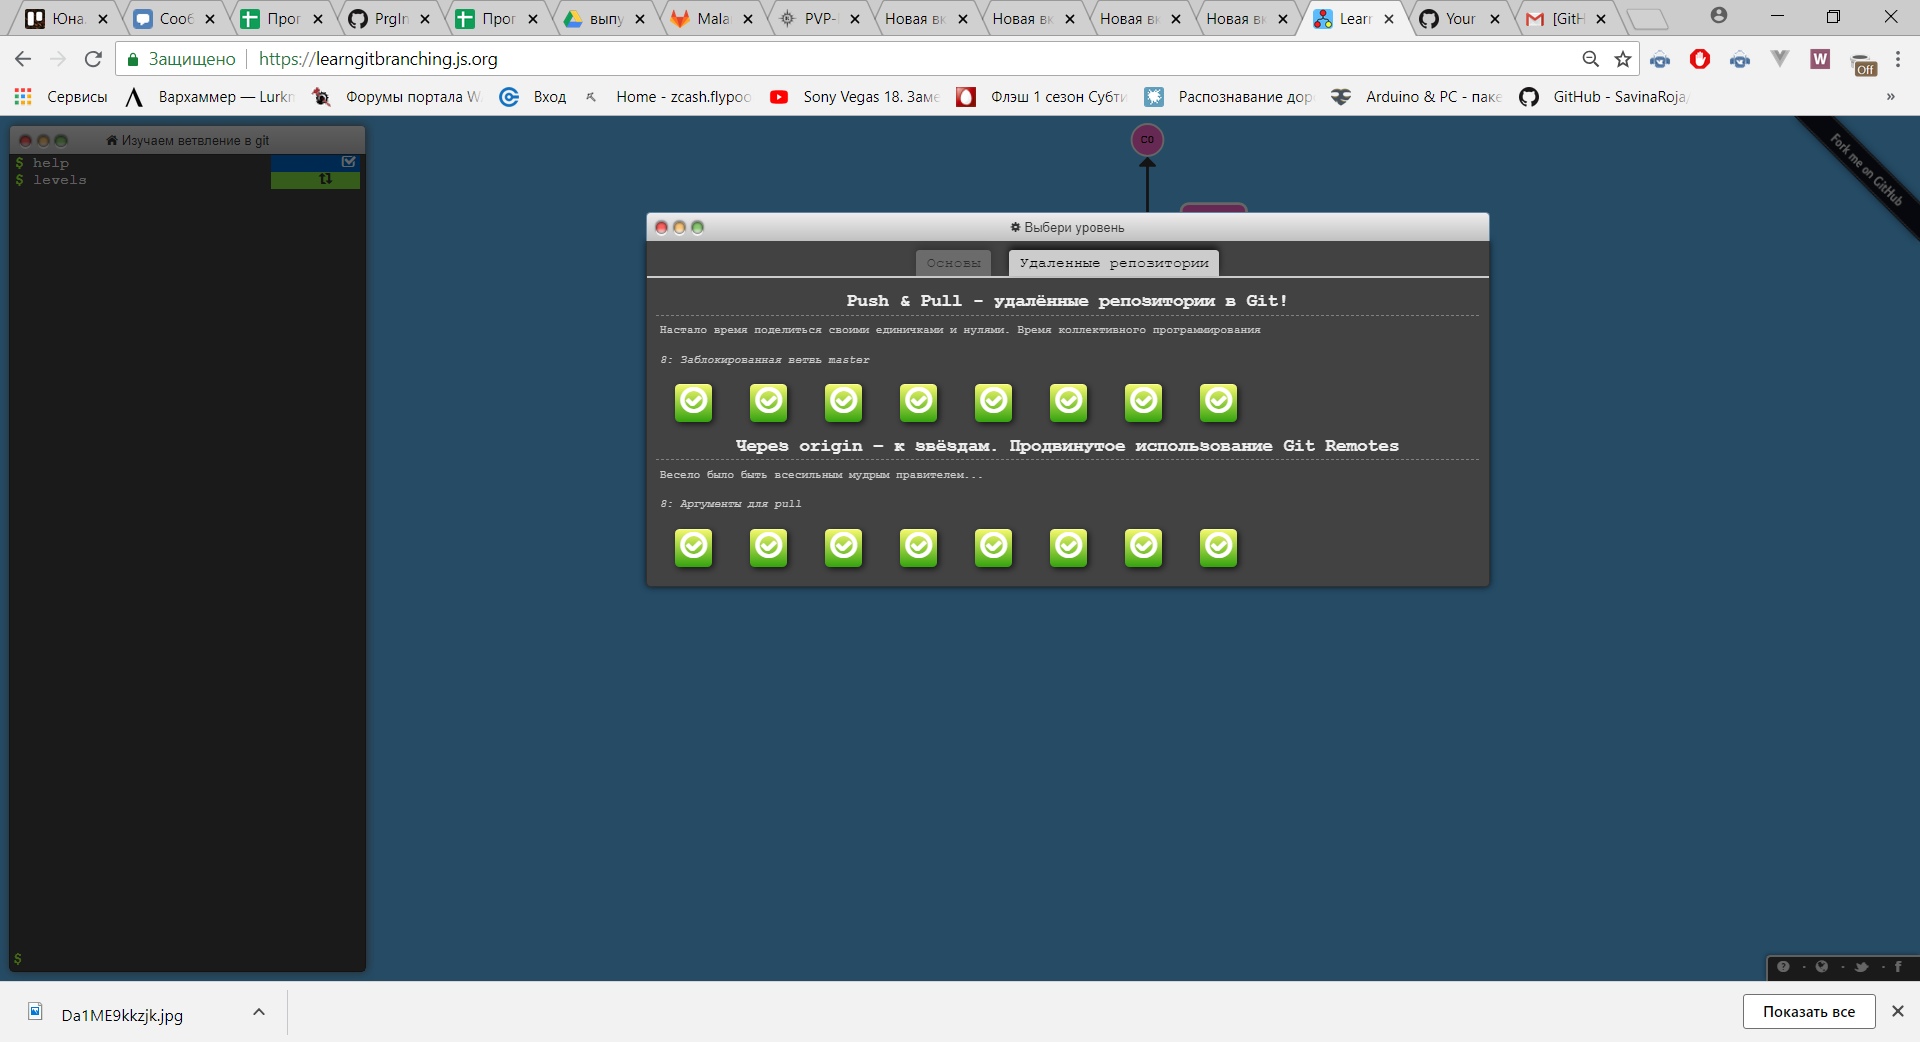 Юна
Сооб
Прог
PrgIn
Прог
выпу
Mala
PVP-
Новая вк
Новая вк
Новая вк
Новая вк
Learn
Your
[GitH
Защищено
https://learngitbranching.js.org
W
Off
Сервисы
Вархаммер — Lurkm
Форумы портала W
Вход
Home - zcash.flypoo
Sony Vegas 18. Заме
Флэш 1 сезон Субти
Распознавание дор
Arduino & PC - паке
GitHub - SavinaRoja
»
Изучаем ветвление в git
$ help
$ levels
C0
Fork me on GitHub
Выбери уровень
Основы
Удаленные репозитории
Push & Pull - удалённые репозитории в Git!
Настало время поделиться своими единичками и нулями. Время коллективного программирования
8: Заблокированная ветвь master
Через origin – к звёздам. Продвинутое использование Git Remotes
Весело было быть всесильным мудрым правителем...
8: Аргументы для pull
$
Da1ME9kkzjk.jpg
Показать все